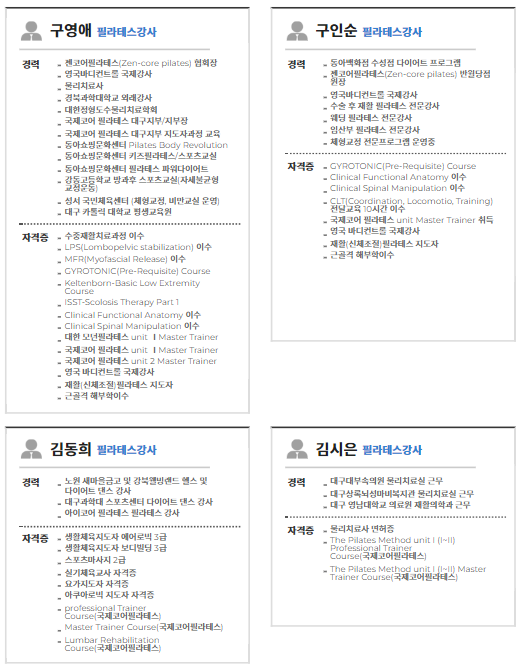 구영애 필라테스강사
경력
젠코어필라테스(Zen-core pilates) 협회장
영국바디컨트롤 국제강사
물리치료사
경북과학대학교 외래강사
대한정형도수물리치료학회
국제코어 필라테스 대구지부/지부장
국제코어 필라테스 대구지부 지도자과정 교육
동아쇼핑문화센터 Pilates Body Revolution
동아쇼핑문화센터 키즈필라테스/스포츠교실
동아쇼핑문화센터 필라테스 파워다이어트
강동고등학교 방과후 스포츠교실(자세불균형
교정운동)
성서 국민체육센터 (체형교정, 비만교실 운영)
대구 카톨릭 대학교 평생교육원
자격증
수중재활치료과정 이수
LPS(Lombopelvic stabilization) 이수
MFR(Myofascial Release) 이수
GYROTONIC(Pre-Requisite) Course
Keltenborn-Basic Low Extremity
Course
ISST-Scolosis Therapy Part 1
Clinical Functional Anatomy 이수
Clinical Spinal Manipulation 이수
대한 모던필라테스 unit Ⅰ Master Trainer
국제코어 필라테스 unit Ⅰ Master Trainer
국제코어 필라테스 unit 2 Master Trainer
영국 바디컨트롤 국제강사
재활(신체조절)필라테스 지도자
근골격 해부학이수
구인순 필라테스강사
경력
동아백화점 수성점 다이어트 프로그램
젠코어필라테스(Zen-core pilates) 반월당점
원장
영국바디컨트롤 국제강사
수술 후 재활 필라테스 전문강사
웨딩 필라테스 전문강사
임산부 필라테스 전문강사
체형교정 전문프로그램 운영중
자격증
GYROTONIC(Pre-Requisite) Course
Clinical Functional Anatomy 이수
Clinical Spinal Manipulation 이수
CLT(Coordination, Locomotio, Training)
전달교육 10시간 이수
국제코어 필라테스 unit Master Trainer 취득
영국 바디컨트롤 국제강사
재활(신체조절)필라테스 지도자
근골격 해부학이수
김동희 필라테스강사
경력
노원 새마을금고 및 강북웰빙랜드 헬스 및
다이어트 댄스 강사
대구과학대 스포츠센터 다이어트 댄스 강사
아이코어 필라테스 필라테스 강사
자격증
생활체육지도자 에어로빅 3급
생활체육지도자 보디빌딩 3급
스포츠마사지 2급
실기체육교사 자격증
요가지도자 자격증
아쿠아로빅 지도자 자격증
professional Trainer
Course(국제코어필라테스)
Master Trainer Course(국제코어필라테스)
Lumbar Rehabilitation
Course(국제코어필라테스)
김시은 필라테스강사
경력
대구대부속의원 물리치료실 근무
대구상록뇌성마비복지관 물리치료실 근무
대구 영남대학교 의료원 재활의학과 근무
자격증
물리치료사 면허증
The Pilates Method unit I (I~II)
Professional Trainer
Course(국제코어필라테스)
The Pilates Method unit I (I~II) Master
Trainer Course(국제코어필라테스)